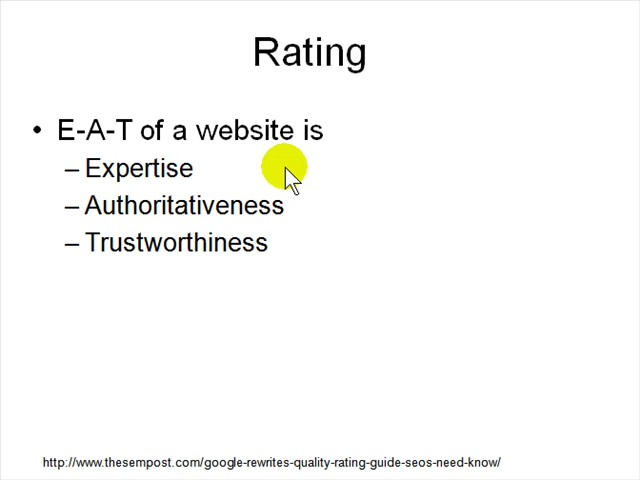 Rating
• E-A-T of a website is
– Expertise
– Authoritativeness
– Trustworthiness
http://www.thesempost.com/google-rewrites-quality-rating-guide-seos-need-know/